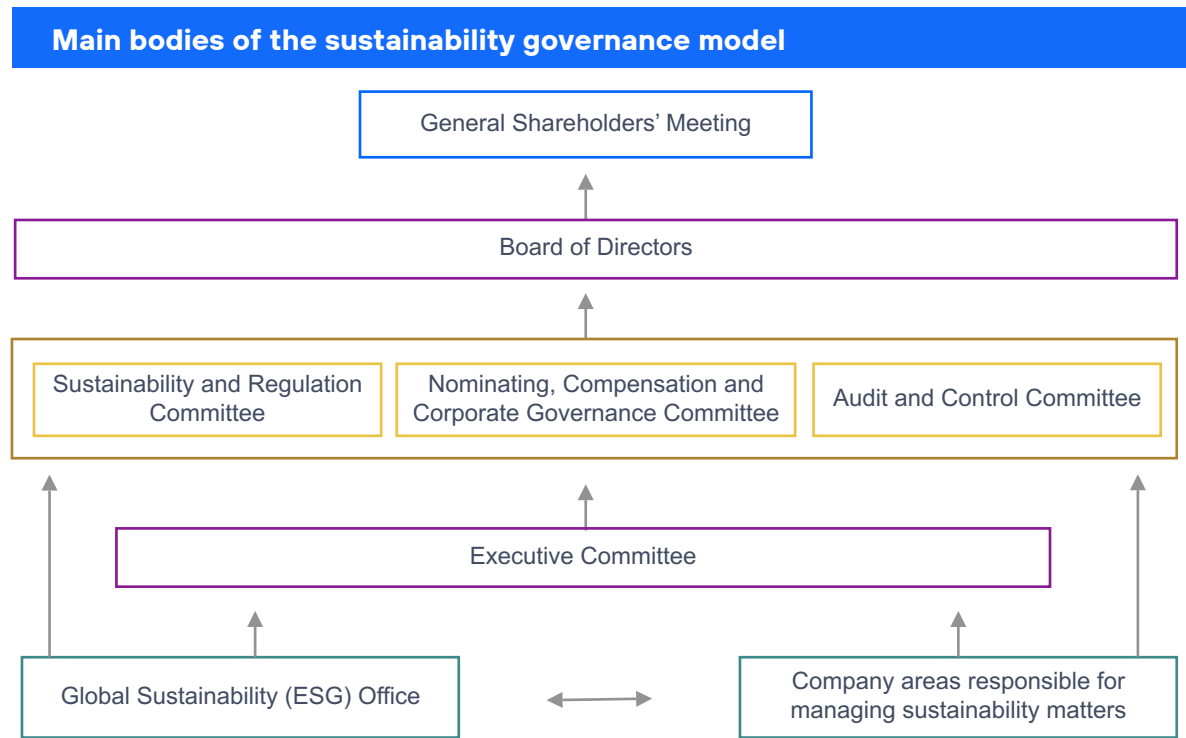 Main bodies of the sustainability governance model
General Shareholders’ Meeting
Board of Directors
Sustainability and Regulation
Committee
Nominating, Compensation and
Corporate Governance Committee
Audit and Control Committee
Executive Committee
Global Sustainability (ESG) Office
Company areas responsible for
managing sustainability matters